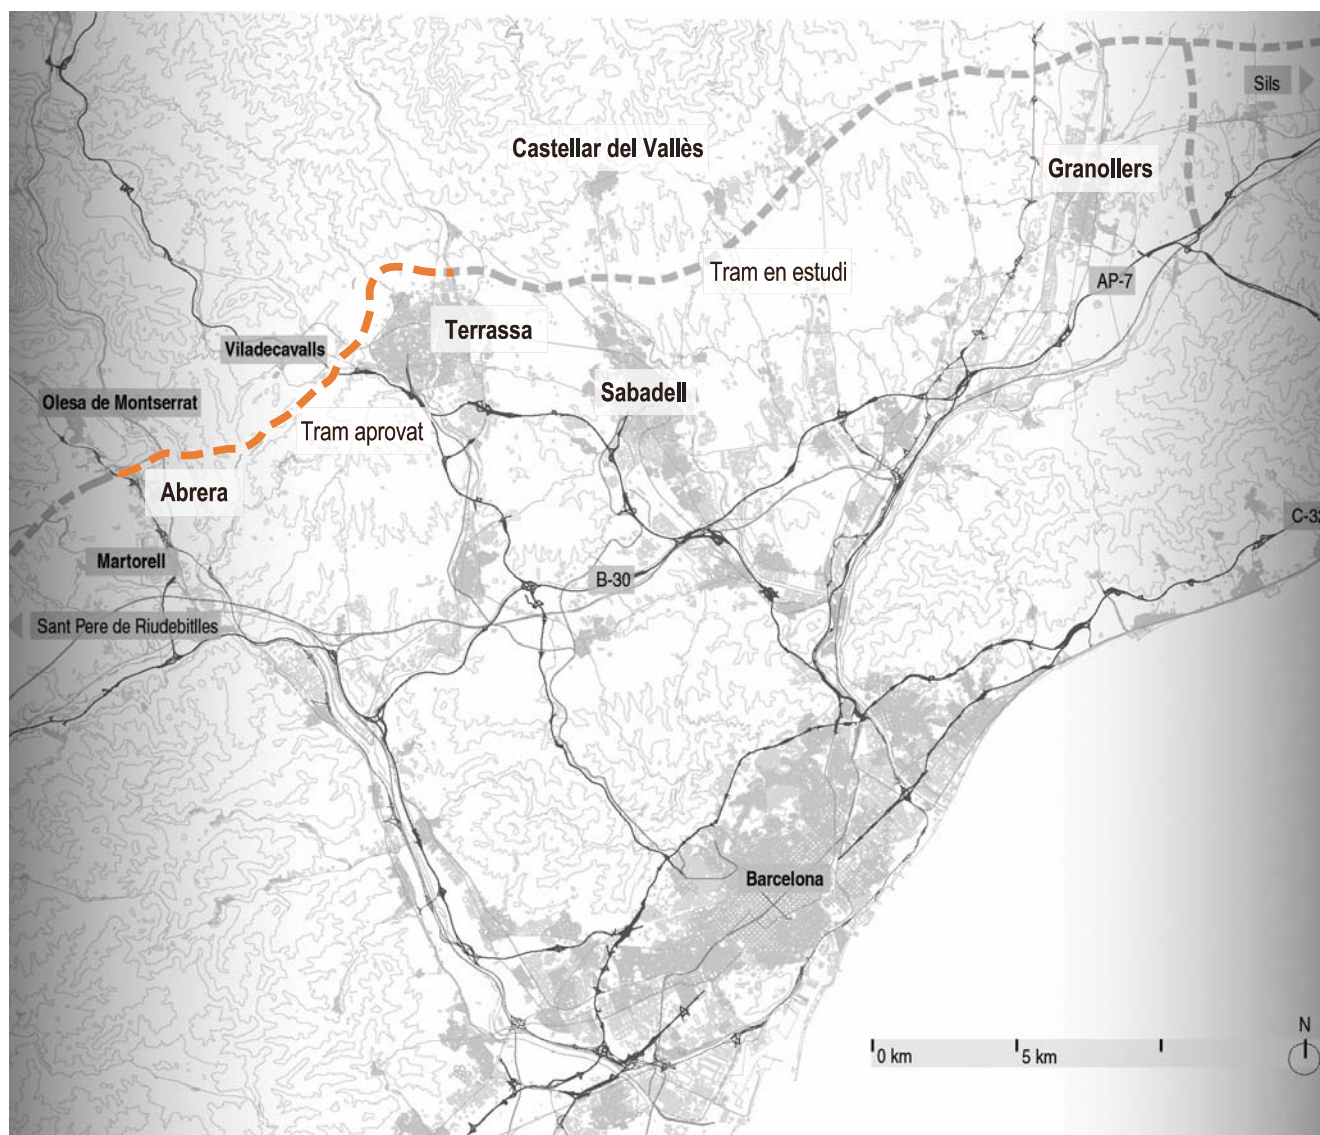 Sils
Castellar del Vallès
Granollers
Tram en estudi
AP-7
Terrassa
Viladecavalls
Sabadell
Olesa de Montserrat
Tram aprovat
Abrera
C-32
Martorell
B-30
Sant Pere de Riudebitlles
Barcelona
N
0 km
5 km